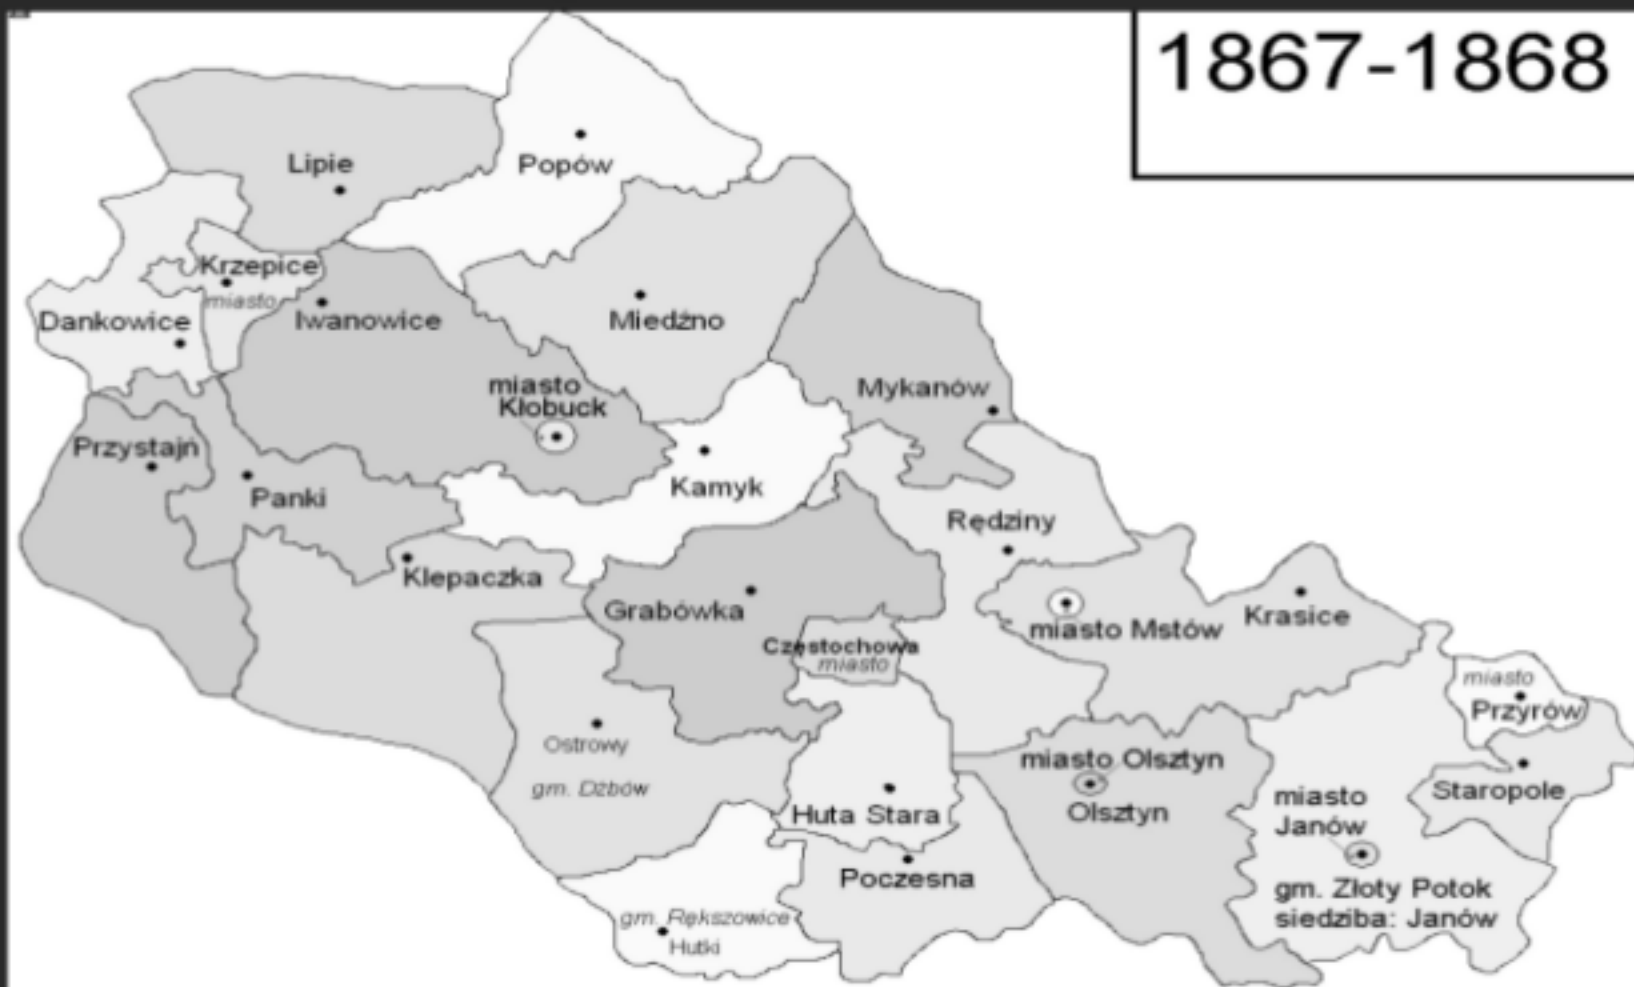 1867-1868
Lipie
Popów
Krzepice
miasto
Dankowice
Iwanowice
Miedźno
miasto
Kłobuck
Mykanów
Przystajń
Panki
Kamyk
Rędziny
Klepaczka
Grabówka
Częstochowa
miasto
miasto Mstów
Krasice
miasto
Przyrów
Ostrowy
gm. Dźbów
Huta Stara
miasto Olsztyn
Olsztyn
Staropole
miasto
Janów
Poczesna
gm. Złoty Potok
siedziba: Janów
gm. Rększowice
Hutki